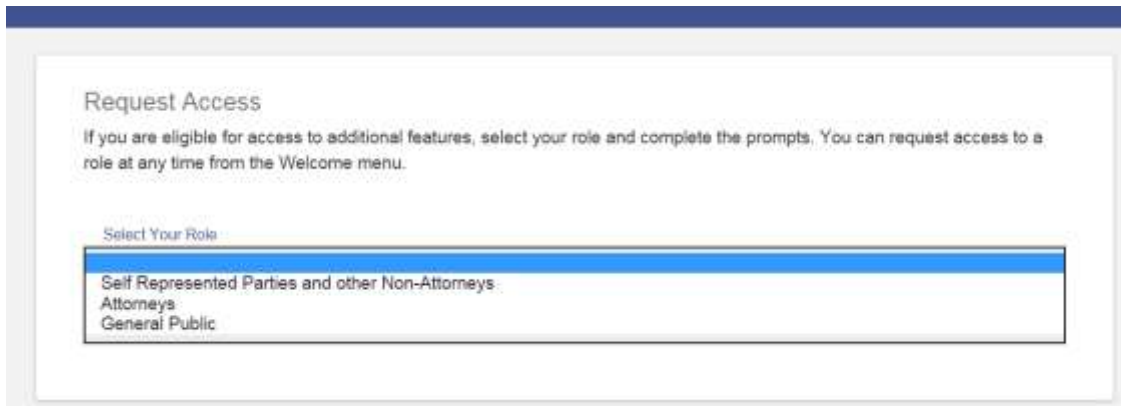 Request Access
If you are eligible for access to additional features, select your role and complete the prompts. You can request access to a
role at any time from the Welcome menu.
Select Your Role
Self Represented Parties and other Non-Attorneys
Attorneys
General Public